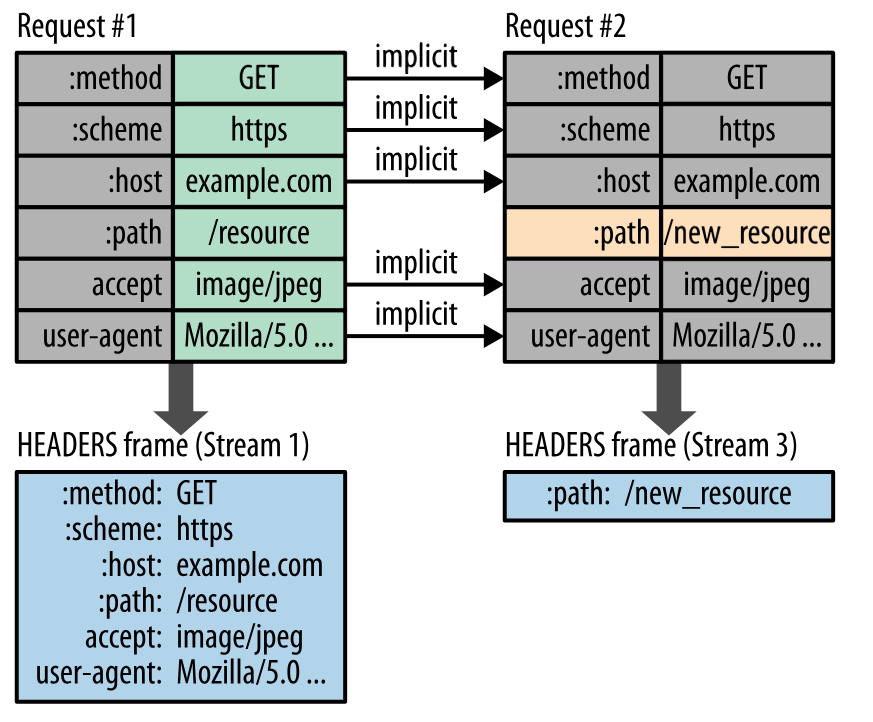 Request #1
:method GET
:scheme https
:host example.com
:path /resource
accept image/jpeg
user-agent Mozilla/5.0 ...
implicit
implicit
implicit
implicit
implicit
Request #2
:method GET
:scheme https
:host example.com
:path /new_resource
accept image/jpeg
user-agent Mozilla/5.0 ...
HEADERS frame (Stream 1)
:method: GET
:scheme: https
:host: example.com
:path: /resource
accept: image/jpeg
user-agent: Mozilla/5.0 ...
HEADERS frame (Stream 3)
:path: /new_resource